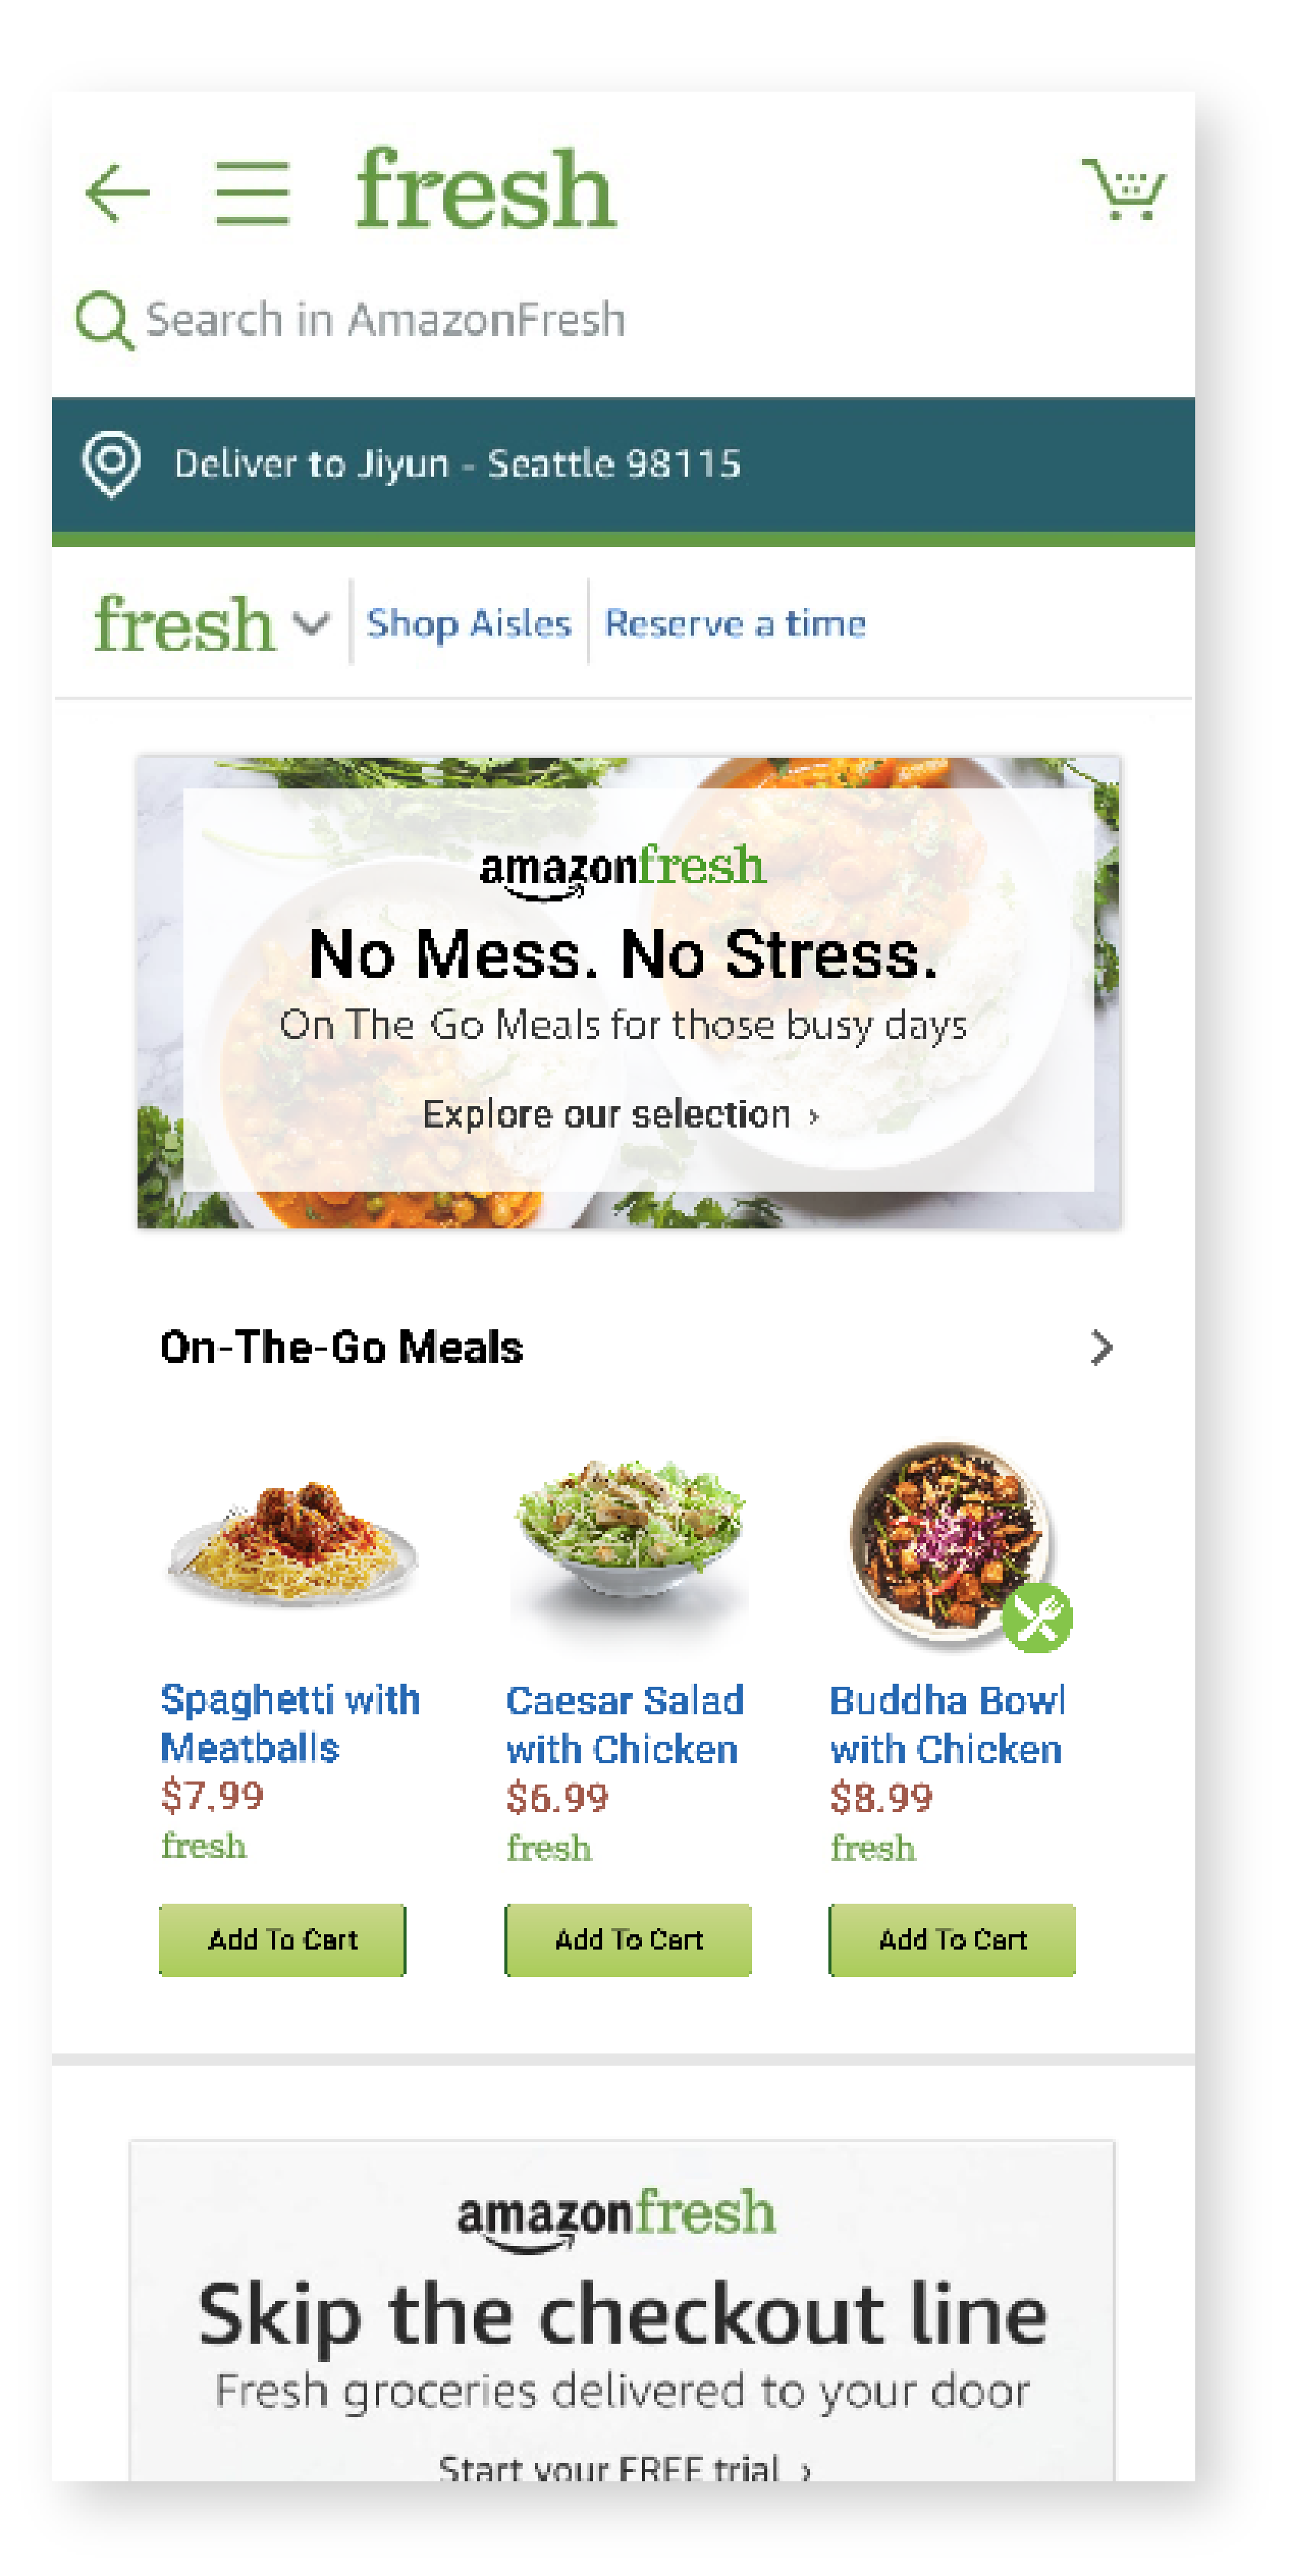 fresh
Search in AmazonFresh
Deliver to Jiyun - Seattle 98115
fresh
Shop Aisles
Reserve a time
amazonfresh
No Mess. No Stress.
On The Go Meals for those busy days
Explore our selection ›
On-The-Go Meals
Spaghetti with
Meatballs
$7.99
fresh
Add To Cart
Caesar Salad
with Chicken
$6.99
fresh
Add To Cart
Buddha Bowl
with Chicken
$8.99
fresh
Add To Cart
amazonfresh
Skip the checkout line
Fresh groceries delivered to your door
Start your FREE trial ›